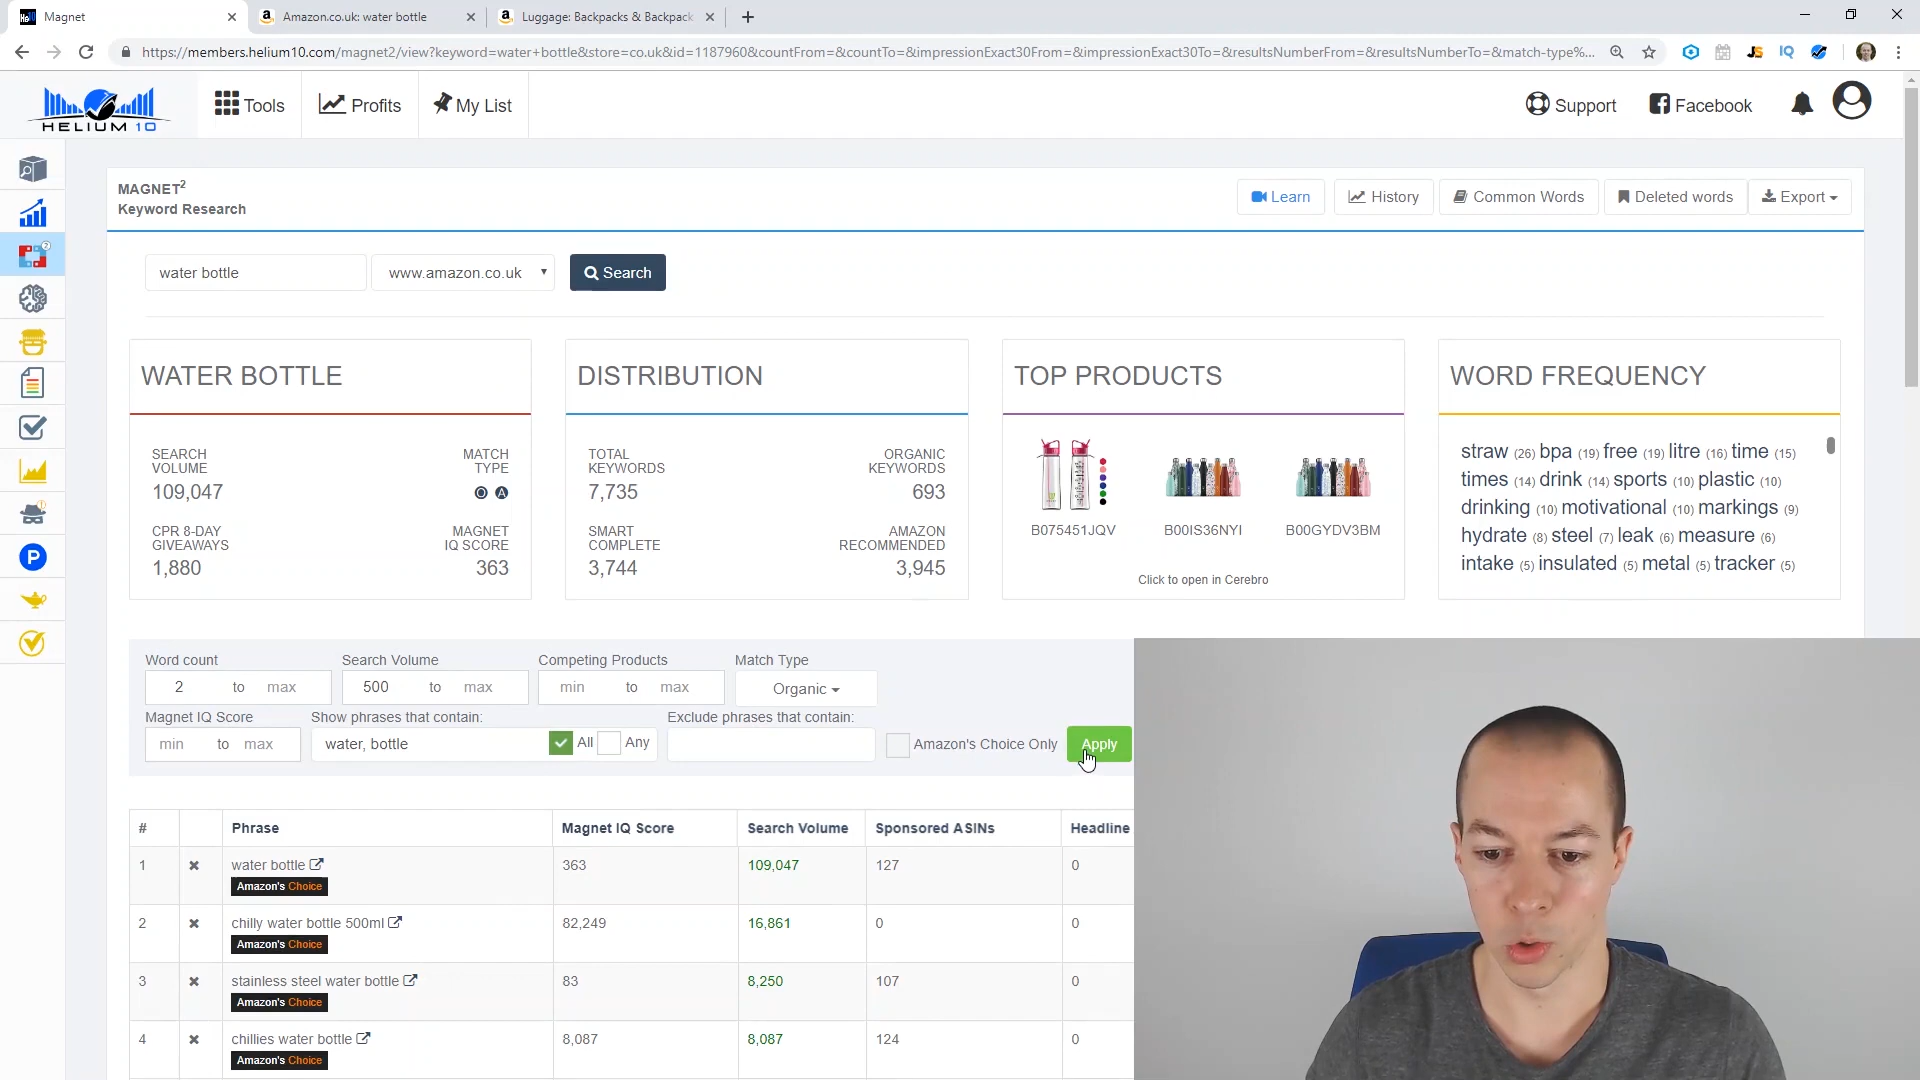 Magnet
Amazon.co.uk: water bottle
Luggage: Backpacks & Backpack
https://members.helium10.com/magnet2/view?keyword=water+bottle&store=co.uk&id=1187960&countFrom=&countTo=&impressionExact30From=&impressionExact30To=&resultsNumberFrom=&resultsNumberTo=&match-type%...
HELIUM 10
Tools
Profits
My List
Support
Facebook
MAGNET2
Keyword Research
Learn
History
Common Words
Deleted words
Export
water bottle
www.amazon.co.uk
Search
WATER BOTTLE
SEARCH VOLUME
109,047
MATCH TYPE
O A
CPR 8-DAY GIVEAWAYS
1,880
MAGNET IQ SCORE
363
DISTRIBUTION
TOTAL KEYWORDS
7,735
ORGANIC KEYWORDS
693
SMART COMPLETE
3,744
AMAZON RECOMMENDED
3,945
TOP PRODUCTS
B075451JQV B00IS36NYI B00GYDV3BM
Click to open in Cerebro
WORD FREQUENCY
straw (26) bpa (19) free (19) litre (16) time (15)
times (14) drink (14) sports (10) plastic (10)
drinking (10) motivational (10) markings (9)
hydrate (8) steel (7) leak (6) measure (6)
intake (5) insulated (5) metal (5) tracker (5)
Word count Search Volume Competing Products Match Type
2 to max 500 to max min to max Organic
Magnet IQ Score Show phrases that contain: Exclude phrases that contain:
min to max water, bottle All Any Amazon's Choice Only Apply
# Phrase Magnet IQ Score Search Volume Sponsored ASINs Headline
1 water bottle 363 109,047 127 0
Amazon's Choice
2 chilly water bottle 500ml 82,249 16,861 0 0
Amazon's Choice
3 stainless steel water bottle 83 8,250 107 0
Amazon's Choice
4 chillies water bottle 8,087 8,087 124 0
Amazon's Choice